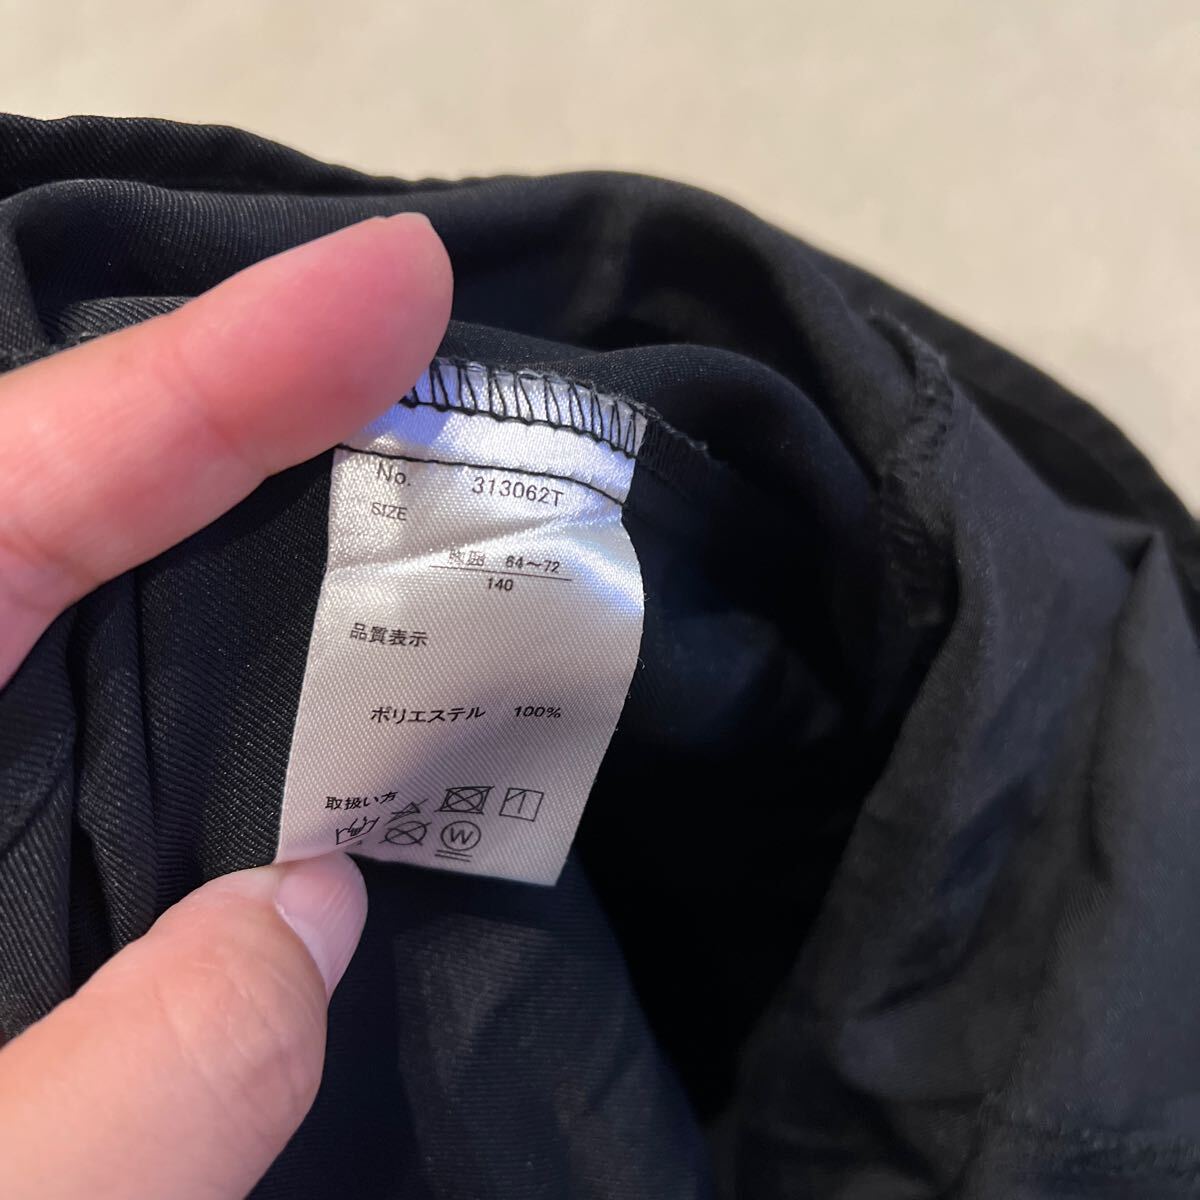 No. 313062T
SIZE
胸囲 64〜72
140
品質表示
ポリエステル 100%
取扱い方
W